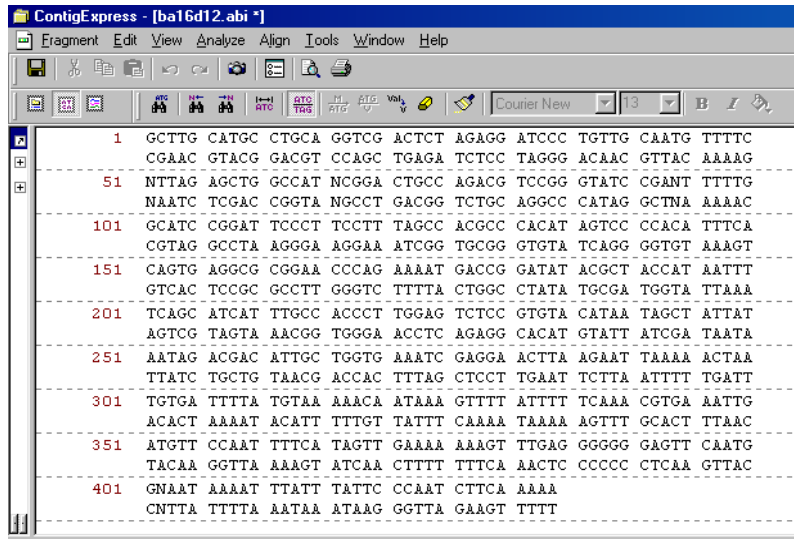 ContigExpress - [ba16d12.abi *]
Fragment Edit View Analyze Align Tools Window Help
Courier New 13 B I
1 GCTTG CATGC CTGCA GGTCG ACTCT AGAGG ATCCC TGTTG CAATG TTTTC
CGAAC GTACG GACGT CCAGC TGAGA TCTCC TAGGG ACAAC GTTAC AAAAG
51 NTTAG AGCTG GCCAT NCGGA CTGCC AGACG TCCGG GTATC CGANT TTTTG
NAATC TCGAC CGGTA NGCCT GACGG TCTGC AGGCC CATAG GCTNA AAAAC
101 GCATC CGGAT TCCCT TCCTT TAGCC ACGCC CACAT AGTCC CCACA TTTCA
CGTAG GCCTA AGGGA AGGAA ATCGG TGCGG GTGTA TCAGG GGTGT AAAGT
151 CAGTG AGGCG CGGAA CCCAG AAAAT GACCG GATAT ACGCT ACCAT AATTT
GTCAC TCCGC GCCTT GGGTC TTTTA CTGGC CTATA TGCGA TGGTA TTAAA
201 TCAGC ATCAT TTGCC ACCCT TGGAG TCTCC GTGTA CATAA TAGCT ATTAT
AGTCG TAGTA AACGG TGGGA ACCTC AGAGG CACAT GTATT ATCGA TAATA
251 AATAG ACGAC ATTGC TGGTG AAATC GAGGA ACTTA AGAAT TAAAA ACTAA
TTATC TGCTG TAACG ACCAC TTTAG CTCCT TGAAT TCTTA ATTTT TGATT
301 TGTGA TTTTA TGTAA AAACA ATAAA GTTTT ATTTT TCAAA CGTGA AATTG
ACACT AAAAT ACATT TTTGT TATTT CAAAA TAAAA AGTTT GCACT TTAAC
351 ATGTT CCAAT TTTCA TAGTT GAAAA AAAGT TTGAG GGGGG GAGTT CAATG
TACAA GGTTA AAAGT ATCAA CTTTT TTTCA AACTC CCCCC CTCAA GTTAC
401 GNAAT AAAAT TTATT TATTC CCAAT CTTCA AAAA
CNTTA TTTTA AATAA ATAAG GGTTA GAAGT TTTT